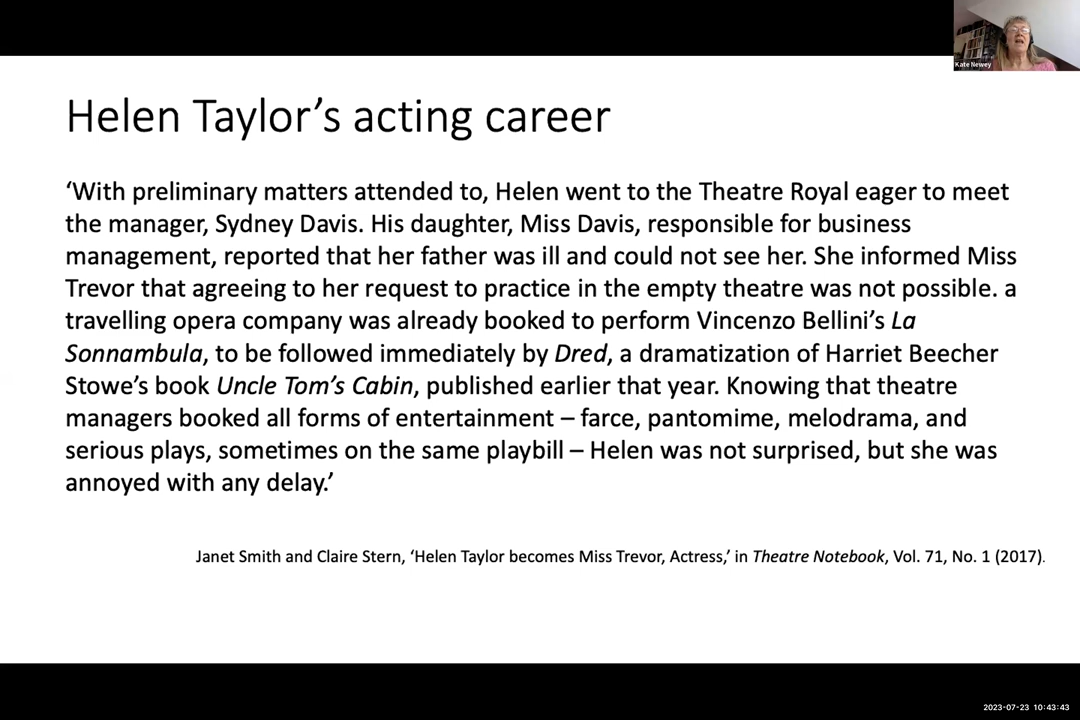 Kate Newey
Helen Taylor’s acting career
‘With preliminary matters attended to, Helen went to the Theatre Royal eager to meet
the manager, Sydney Davis. His daughter, Miss Davis, responsible for business
management, reported that her father was ill and could not see her. She informed Miss
Trevor that agreeing to her request to practice in the empty theatre was not possible. a
travelling opera company was already booked to perform Vincenzo Bellini’s La
Sonnambula, to be followed immediately by Dred, a dramatization of Harriet Beecher
Stowe’s book Uncle Tom’s Cabin, published earlier that year. Knowing that theatre
managers booked all forms of entertainment – farce, pantomime, melodrama, and
serious plays, sometimes on the same playbill – Helen was not surprised, but she was
annoyed with any delay.’
Janet Smith and Claire Stern, ‘Helen Taylor becomes Miss Trevor, Actress,’ in Theatre Notebook, Vol. 71, No. 1 (2017).
2023-07-23 10:43:43